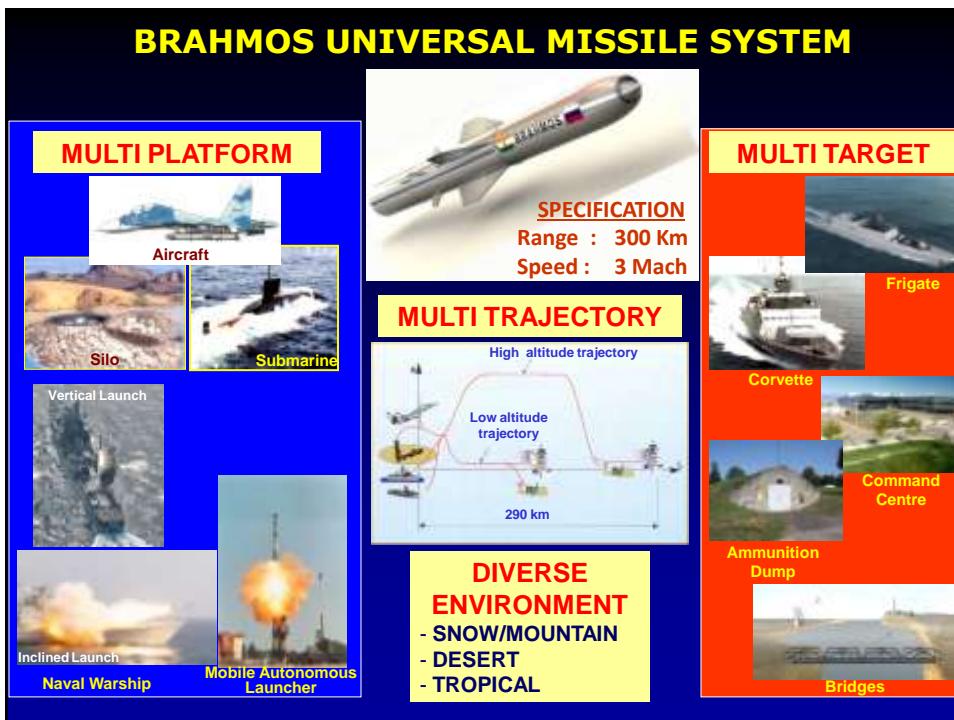 BRAHMOS UNIVERSAL MISSILE SYSTEM
MULTI PLATFORM
Aircraft
Silo
Submarine
Vertical Launch
Inclined Launch
Naval Warship
Mobile Autonomous
Launcher
BRAHMOS
SPECIFICATION
Range : 300 Km
Speed : 3 Mach
MULTI TRAJECTORY
High altitude trajectory
Low altitude
trajectory
290 km
DIVERSE
ENVIRONMENT
- SNOW/MOUNTAIN
- DESERT
- TROPICAL
MULTI TARGET
Frigate
Corvette
Command
Centre
Ammunition
Dump
Bridges